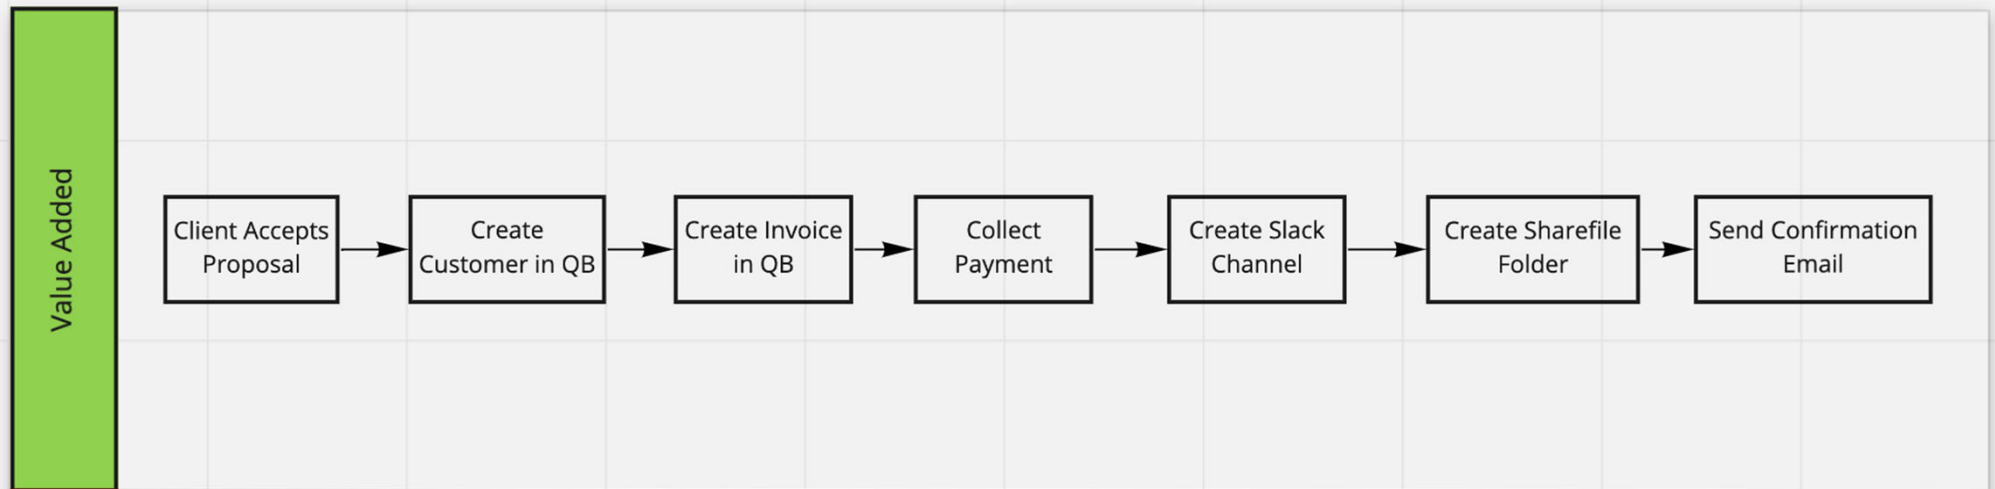 Value Added
Client Accepts
Proposal
Create
Customer in QB
Create Invoice
in QB
Collect
Payment
Create Slack
Channel
Create Sharefile
Folder
Send Confirmation
Email